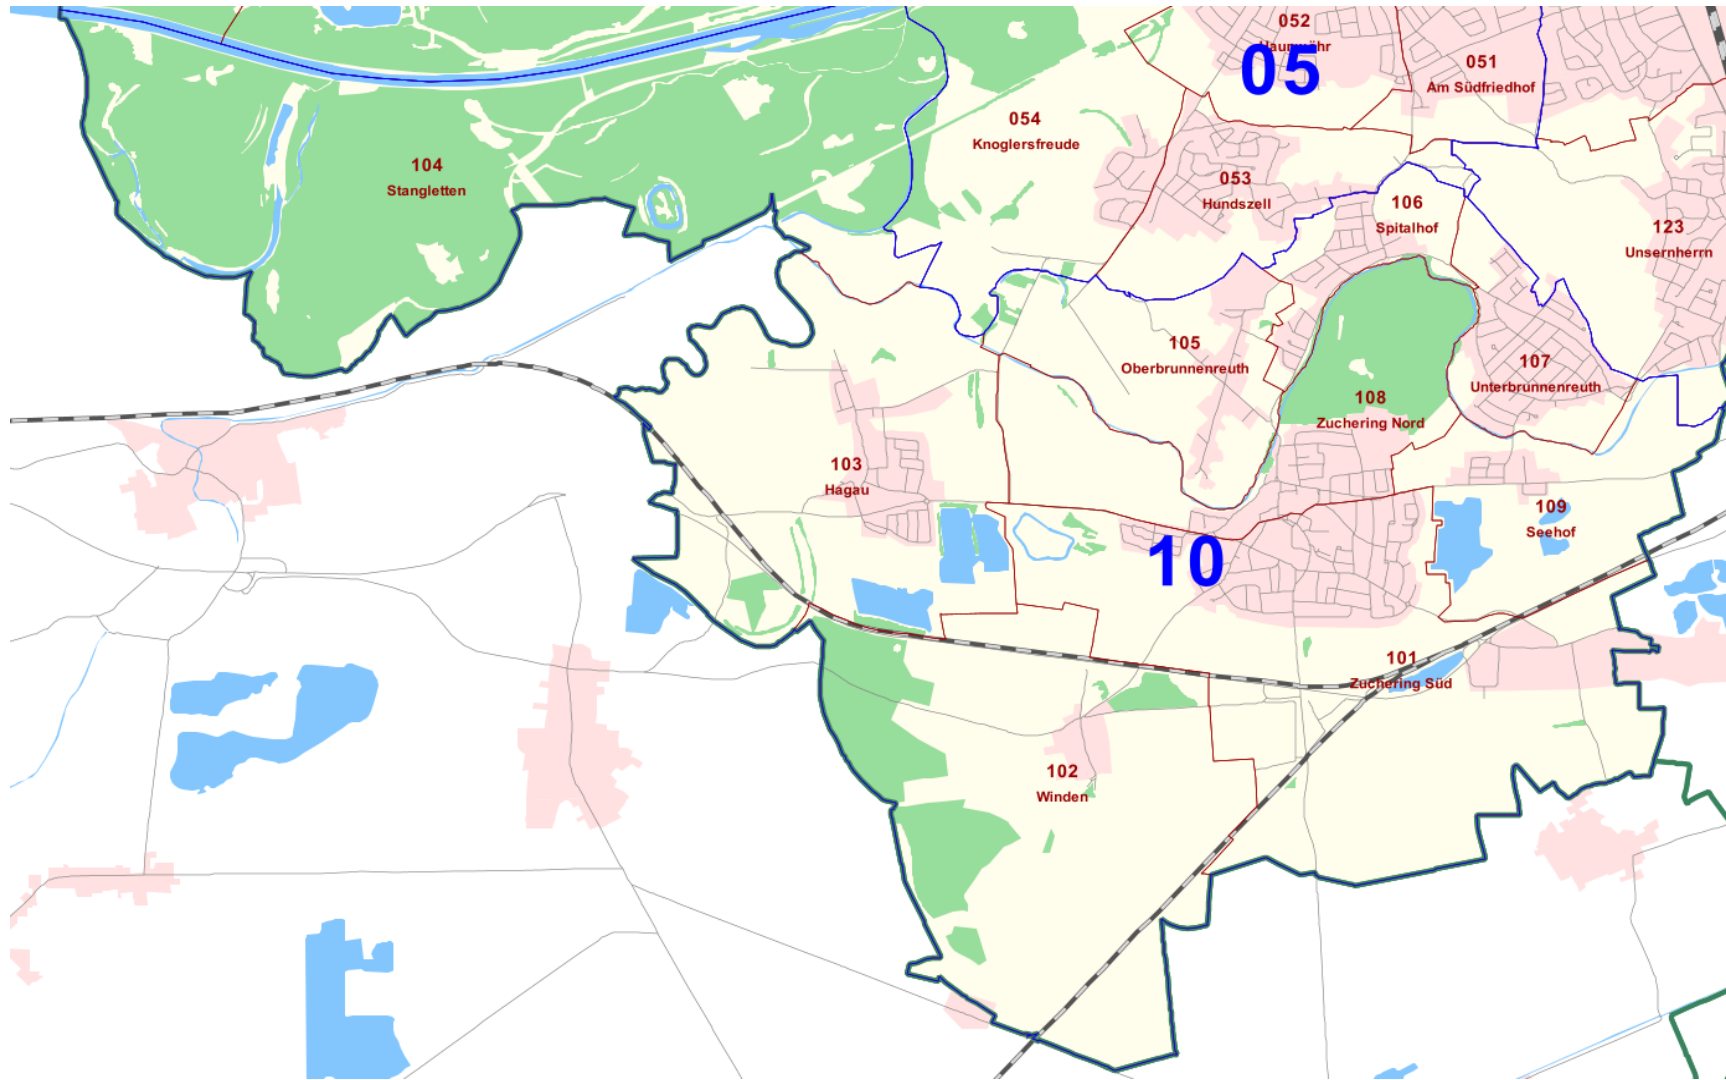 052
Haunwöhr
05
051
Am Südfriedhof
054
Knoglersfreude
104
Stangletten
053
Hundszell
106
Spitalhof
123
Unsernherrn
105
Oberbrunnenreuth
107
Unterbrunnenreuth
108
Zuchering Nord
103
Hagau
109
Seehof
10
101
Zuchering Süd
102
Winden